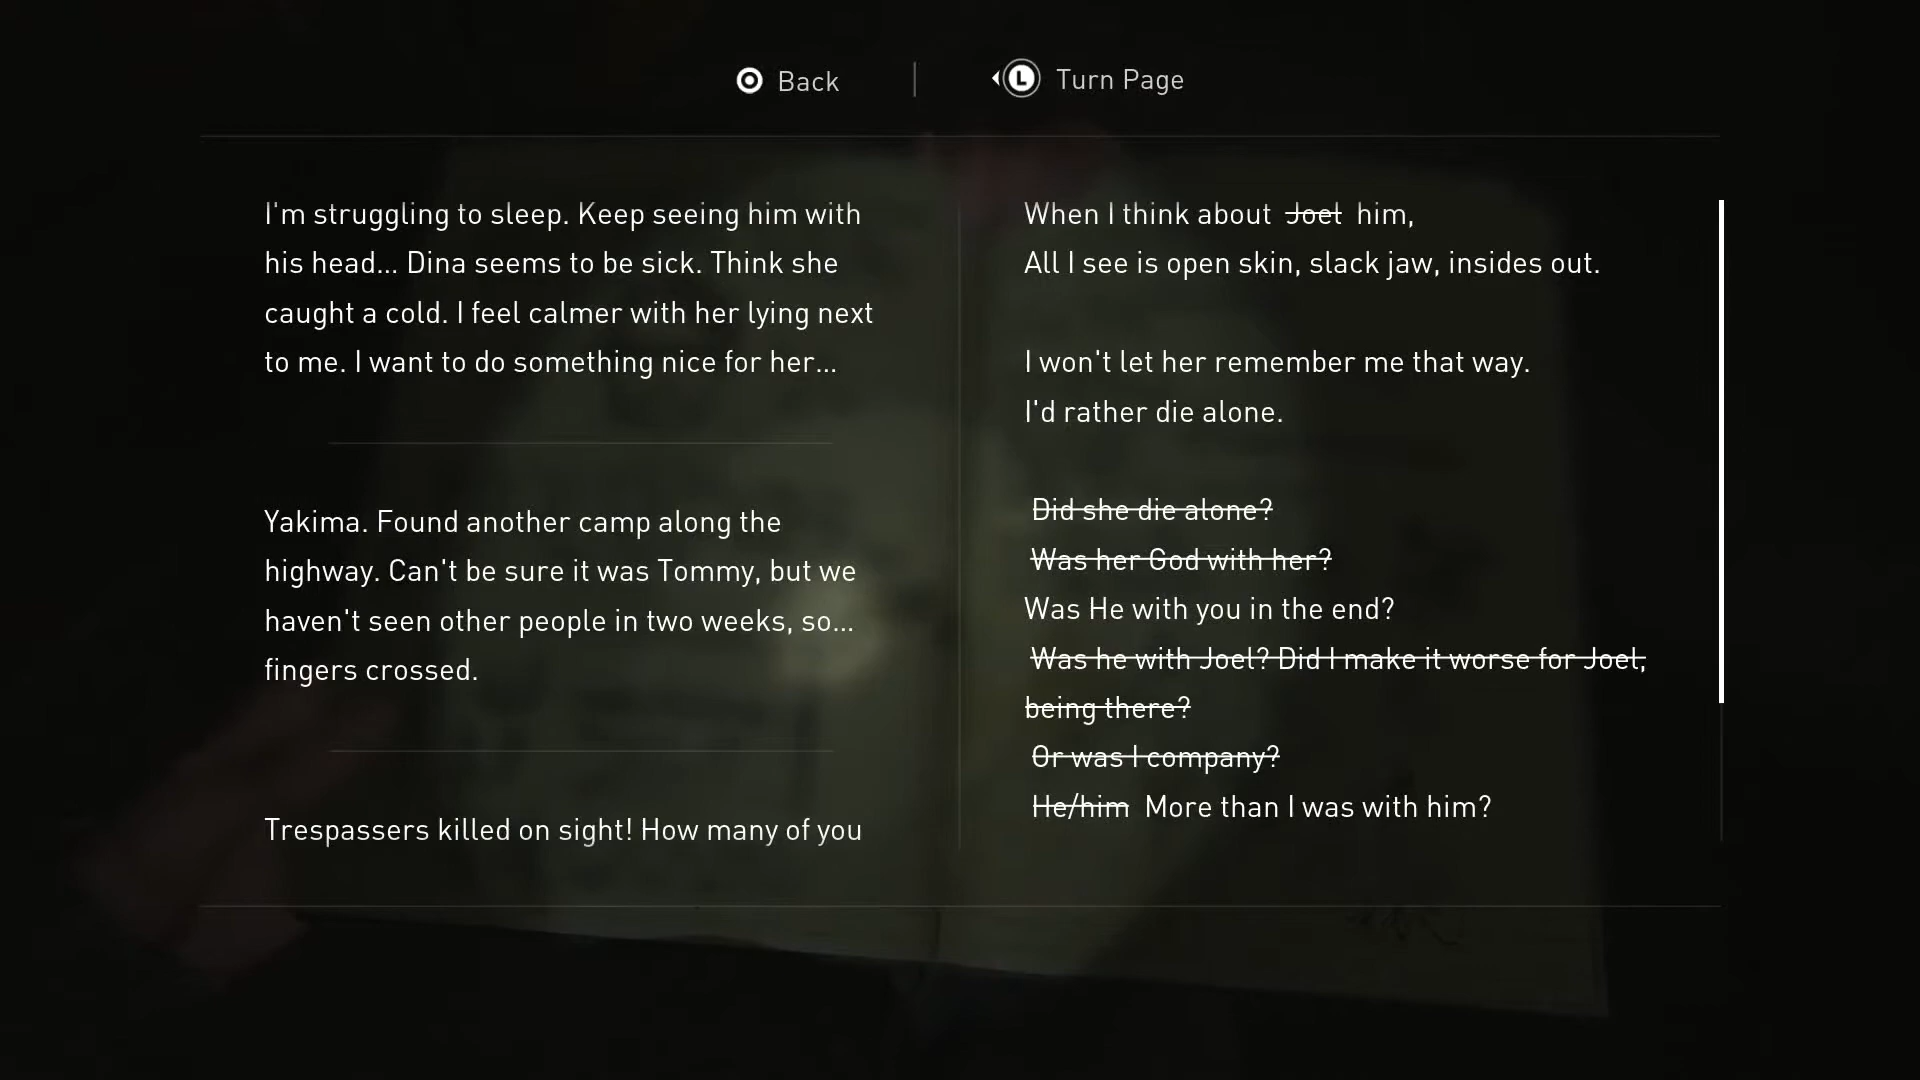 Back
L Turn Page
I'm struggling to sleep. Keep seeing him with
his head... Dina seems to be sick. Think she
caught a cold. I feel calmer with her lying next
to me. I want to do something nice for her...
Yakima. Found another camp along the
highway. Can't be sure it was Tommy, but we
haven't seen other people in two weeks, so...
fingers crossed.
Trespassers killed on sight! How many of you
When I think about Joel him,
All I see is open skin, slack jaw, insides out.
I won't let her remember me that way.
I'd rather die alone.
Did she die alone?
Was her God with her?
Was He with you in the end?
Was he with Joel? Did I make it worse for Joel,
being there?
Or was I company?
He/him More than I was with him?